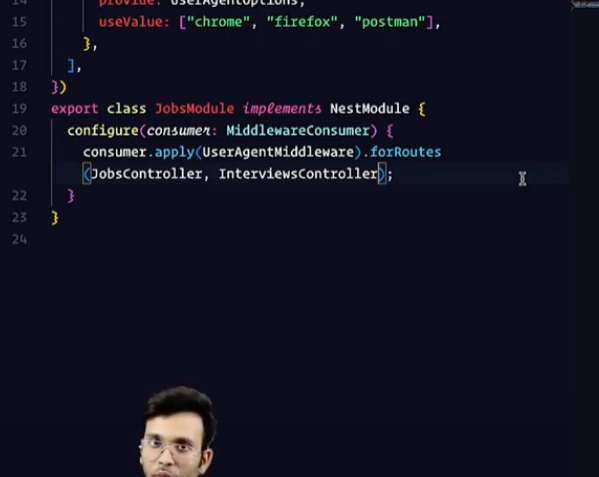 14 provide: userAgentOptions,
15 useValue: ["chrome", "firefox", "postman"],
16 },
17 ],
18 })
19 export class JobsModule implements NestModule {
20 configure(consumer: MiddlewareConsumer) {
21 consumer.apply(UserAgentMiddleware).forRoutes
(JobsController, InterviewsController);
22 }
23 }
24